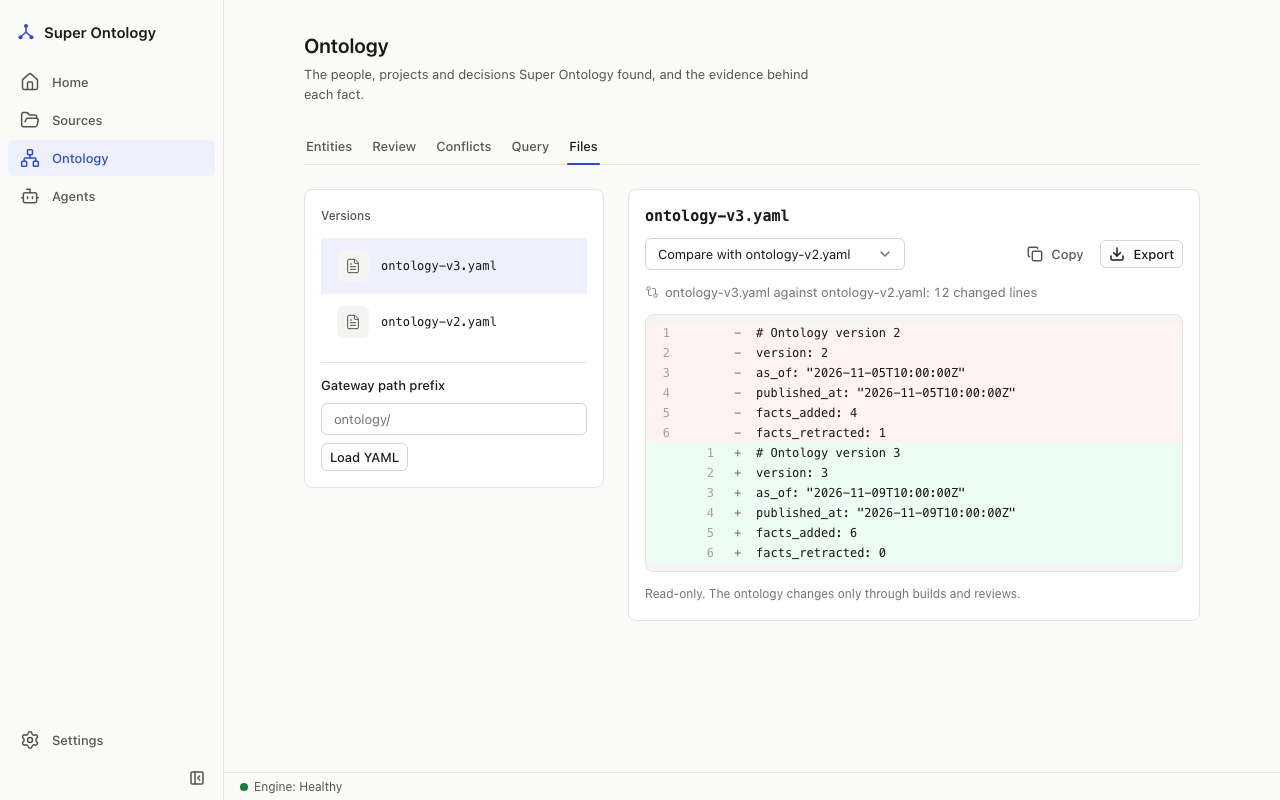 Super Ontology
Home
Sources
Ontology
Agents
Settings
Ontology
The people, projects and decisions Super Ontology found, and the evidence behind
each fact.
Entities Review Conflicts Query Files
Versions
ontology-v3.yaml
ontology-v2.yaml
Gateway path prefix
ontology/
Load YAML
ontology-v3.yaml
Compare with ontology-v2.yaml
Copy
Export
ontology-v3.yaml against ontology-v2.yaml: 12 changed lines
1 − # Ontology version 2
2 − version: 2
3 − as_of: "2026-11-05T10:00:00Z"
4 − published_at: "2026-11-05T10:00:00Z"
5 − facts_added: 4
6 − facts_retracted: 1
1 + # Ontology version 3
2 + version: 3
3 + as_of: "2026-11-09T10:00:00Z"
4 + published_at: "2026-11-09T10:00:00Z"
5 + facts_added: 6
6 + facts_retracted: 0
Read-only. The ontology changes only through builds and reviews.
Engine: Healthy